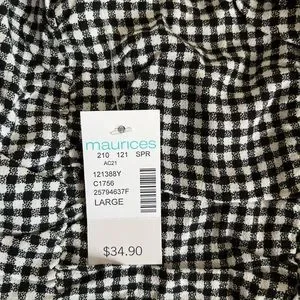 maurices
210 121 SPR
AC21
121388Y
C1756
25794637F
LARGE
$34.90